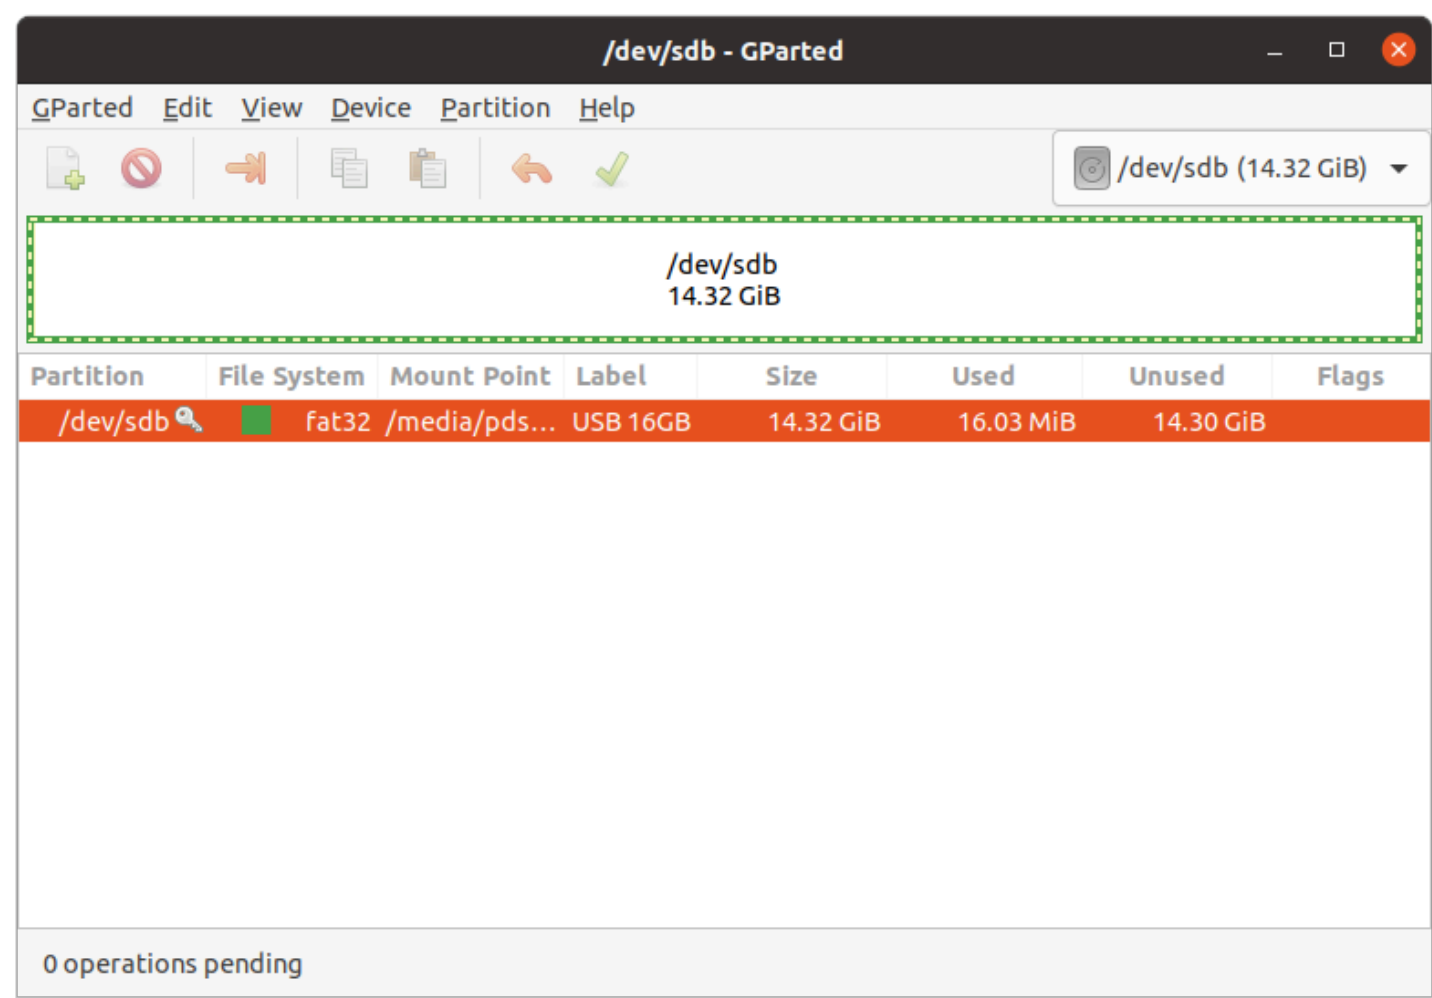 /dev/sdb - GParted
GParted Edit View Device Partition Help
/dev/sdb (14.32 GiB)
/dev/sdb
14.32 GiB
Partition File System Mount Point Label Size Used Unused Flags
/dev/sdb fat32 /media/pds... USB 16GB 14.32 GiB 16.03 MiB 14.30 GiB
0 operations pending